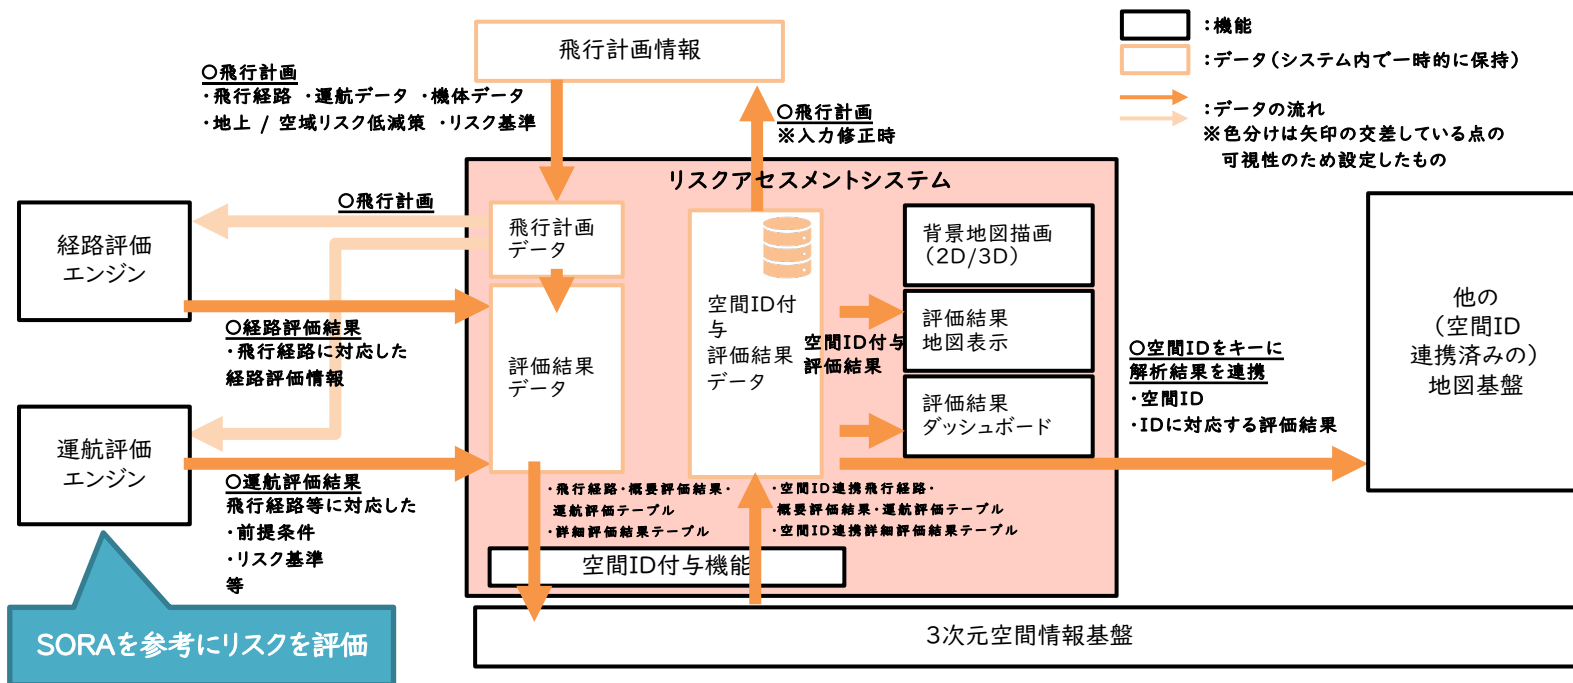 飛行計画情報
○飛行計画
・飛行経路 ・運航データ ・機体データ
・地上 / 空域リスク低減策 ・リスク基準
○飛行計画
※入力修正時
：機能
：データ（システム内で一時的に保持）
：データの流れ
※色分けは矢印の交差している点の
可視性のため設定したもの
リスクアセスメントシステム
○飛行計画
経路評価
エンジン
飛行計画
データ
○経路評価結果
・飛行経路に対応した
経路評価情報
評価結果
データ
空間ID付
与
評価結果
データ
空間ID付与
評価結果
背景地図描画
（2D/3D）
評価結果
地図表示
評価結果
ダッシュボード
○空間IDをキーに
解析結果を連携
・空間ID
・IDに対応する評価結果
他の
（空間ID
連携済みの）
地図基盤
運航評価
エンジン
○運航評価結果
飛行経路等に対応した
・前提条件
・リスク基準
等
・飛行経路・概要評価結果・
運航評価テーブル
・詳細評価結果テーブル
・空間ID連携飛行経路・
概要評価結果・運航評価テーブル
・空間ID連携詳細評価結果テーブル
空間ID付与機能
SORAを参考にリスクを評価
3次元空間情報基盤